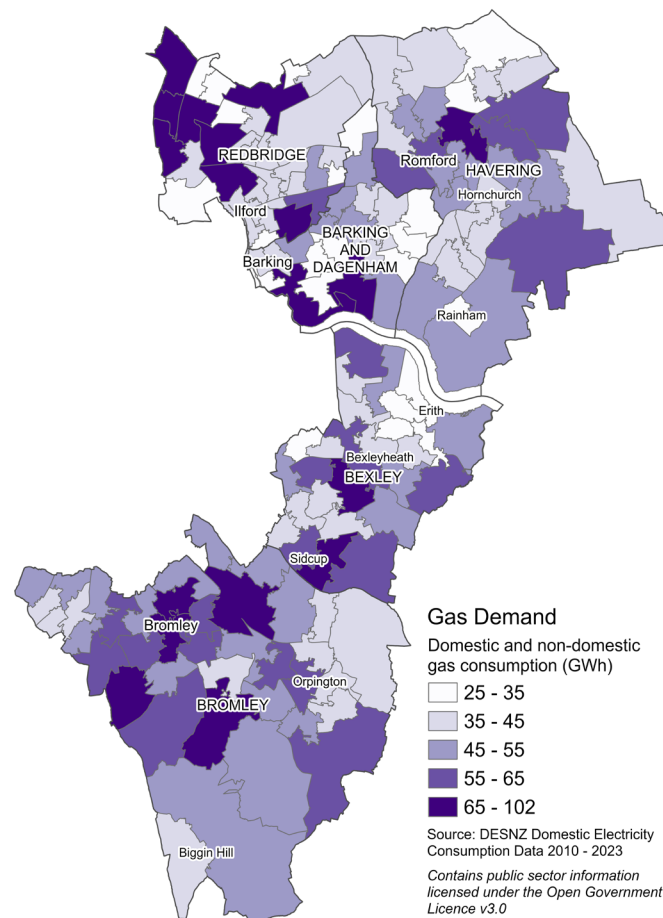 REDBRIDGE
Romford
HAVERING
Hornchurch
Ilford
BARKING
AND
DAGENHAM
Barking
Rainham
Erith
Bexleyheath
BEXLEY
Sidcup
Bromley
Orpington
BROMLEY
Biggin Hill
Gas Demand
Domestic and non-domestic
gas consumption (GWh)
25 - 35
35 - 45
45 - 55
55 - 65
65 - 102
Source: DESNZ Domestic Electricity
Consumption Data 2010 - 2023
Contains public sector information
licensed under the Open Government
Licence v3.0